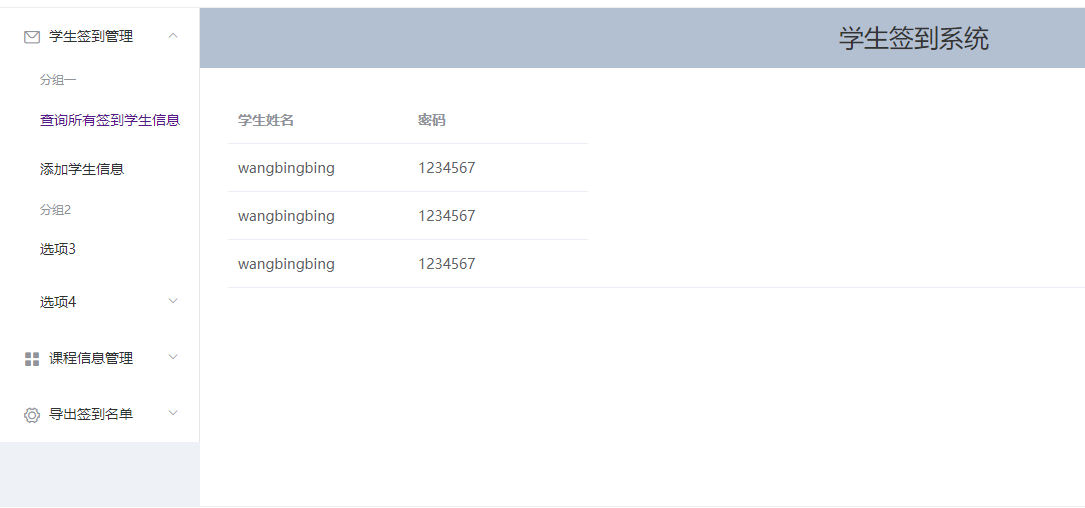 学生签到管理
分组一
查询所有签到学生信息
添加学生信息
分组2
选项3
选项4
课程信息管理
导出签到名单
学生签到系统
学生姓名 密码
wangbingbing 1234567
wangbingbing 1234567
wangbingbing 1234567